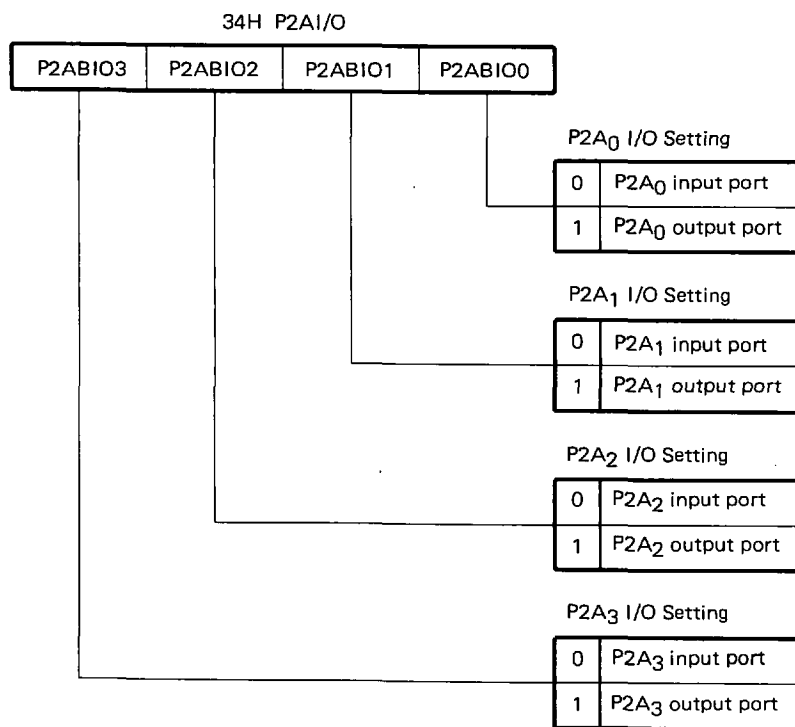 34H P2AI/O
P2ABIO3 P2ABIO2 P2ABIO1 P2ABIO0
P2A0 I/O Setting
0 P2A0 input port
1 P2A0 output port
P2A1 I/O Setting
0 P2A1 input port
1 P2A1 output port
P2A2 I/O Setting
0 P2A2 input port
1 P2A2 output port
P2A3 I/O Setting
0 P2A3 input port
1 P2A3 output port